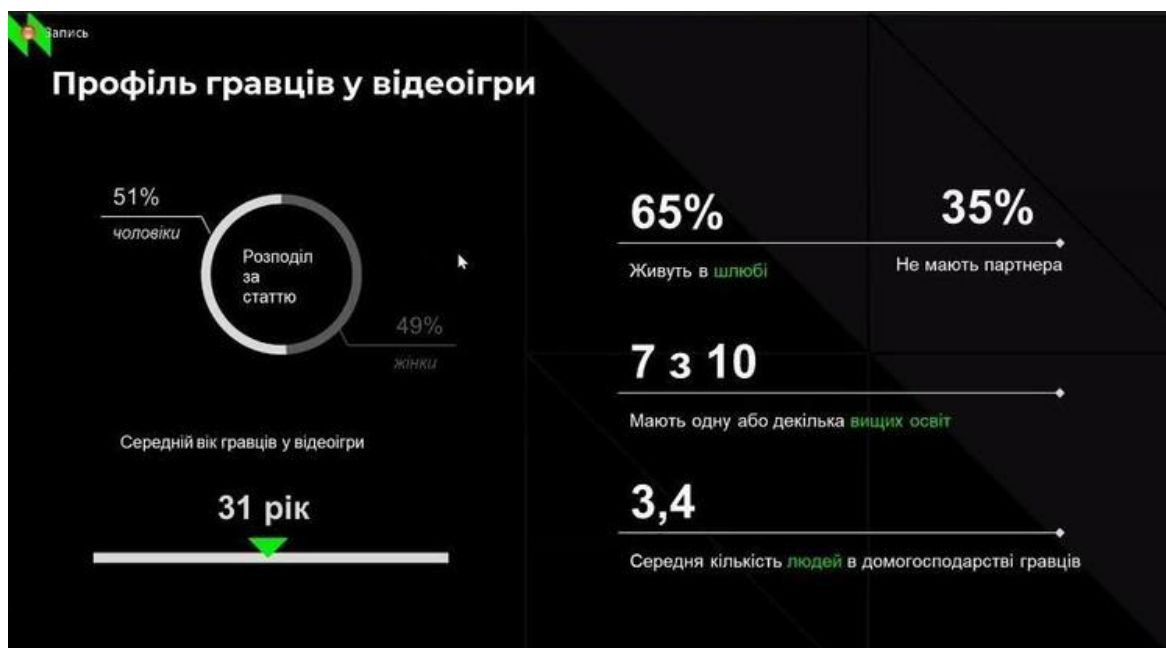 Запись
Профіль гравців у відеоігри
51%
чоловіки
Розподіл
за
статтю
49%
жінки
Середній вік гравців у відеоігри
31 рік
65%
Живуть в шлюбі
35%
Не мають партнера
7 з 10
Мають одну або декілька вищих освіт
3,4
Середня кількість людей в домогосподарстві гравців